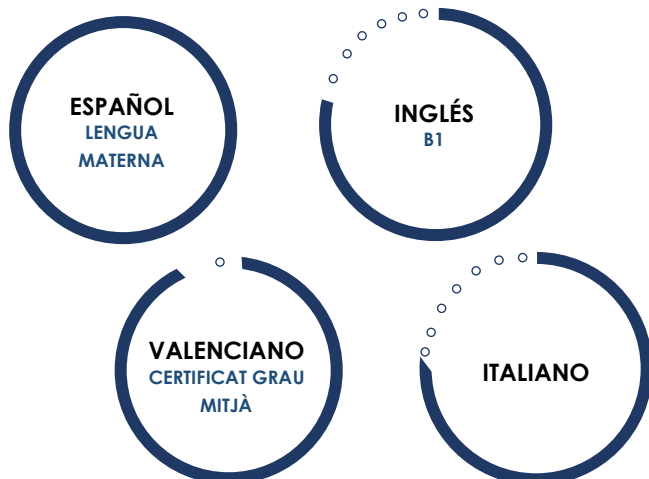 ESPAÑOL
LENGUA
MATERNA
INGLÉS
B1
VALENCIANO
CERTIFICAT GRAU
MITJÀ
ITALIANO